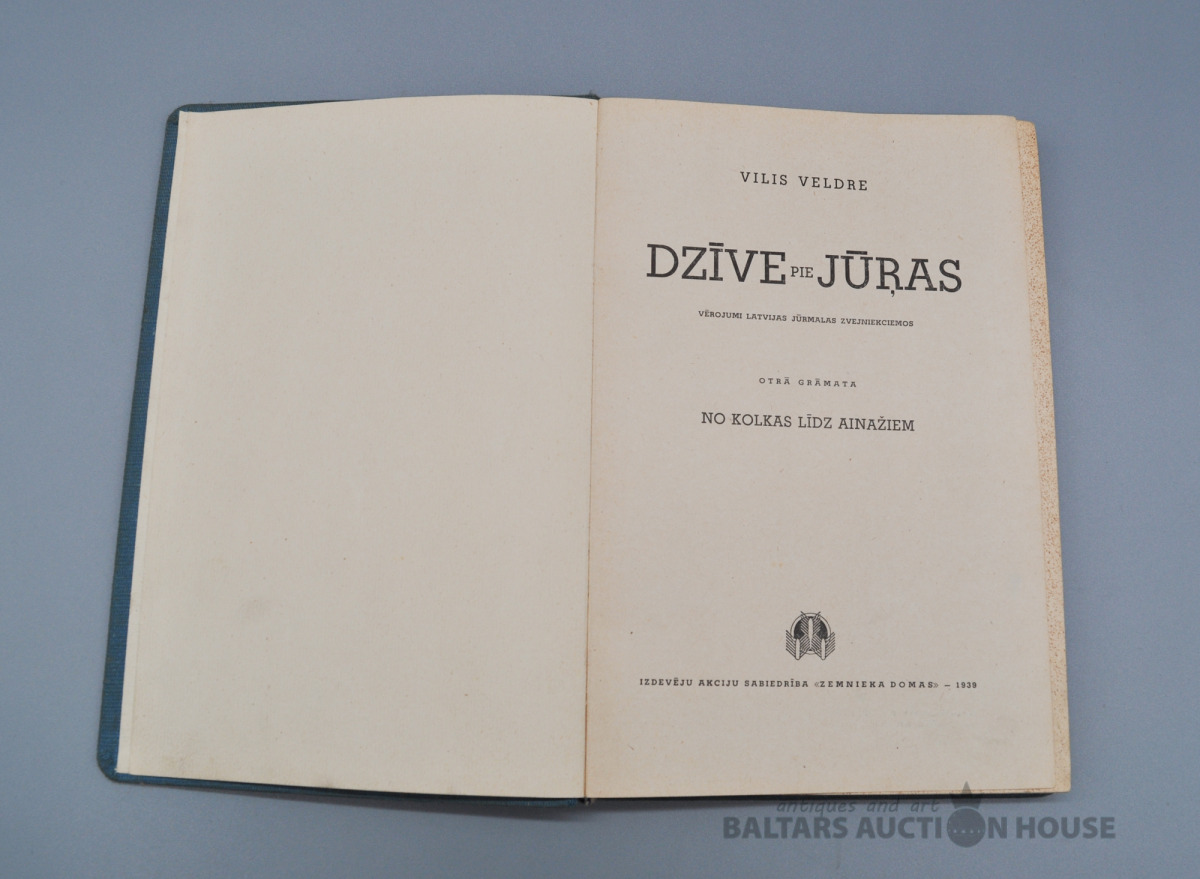 VILIS VELDRE
DZĪVE PIE JŪŖAS
VĒROJUMI LATVIJAS JŪRMALAS ZVEJNIEKCIEMOS
OTRĀ GRĀMATA
NO KOLKAS LĪDZ AINAŽIEM
IZDEVĒJU AKCIJU SABIEDRĪBA «ZEMNIEKA DOMAS» – 1939
antiques and art
BALTARS AUCTION HOUSE